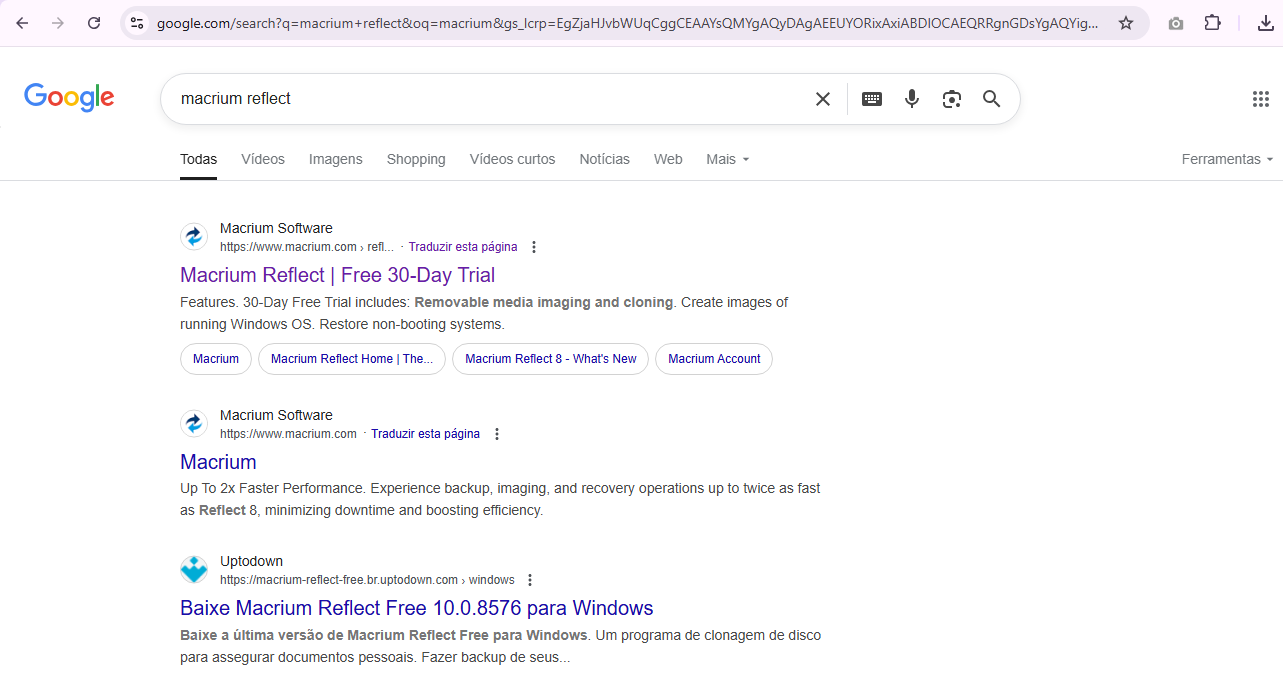 google.com/search?q=macrium+reflect&oq=macrium&gs_lcrp=EgZjaHJvbWUqCggCEAAYsQMYgAQyDAgAEEUYORixAxiABDIOCAEQRRgnGDsYgAQYig...
Google
macrium reflect
Todas Vídeos Imagens Shopping Vídeos curtos Notícias Web Mais Ferramentas
Macrium Software
https://www.macrium.com › refl... · Traduzir esta página
Macrium Reflect | Free 30-Day Trial
Features. 30-Day Free Trial includes: Removable media imaging and cloning. Create images of
running Windows OS. Restore non-booting systems.
Macrium Macrium Reflect Home | The... Macrium Reflect 8 - What's New Macrium Account
Macrium Software
https://www.macrium.com · Traduzir esta página
Macrium
Up To 2x Faster Performance. Experience backup, imaging, and recovery operations up to twice as fast
as Reflect 8, minimizing downtime and boosting efficiency.
Uptodown
https://macrium-reflect-free.br.uptodown.com › windows
Baixe Macrium Reflect Free 10.0.8576 para Windows
Baixe a última versão de Macrium Reflect Free para Windows. Um programa de clonagem de disco
para assegurar documentos pessoais. Fazer backup de seus...